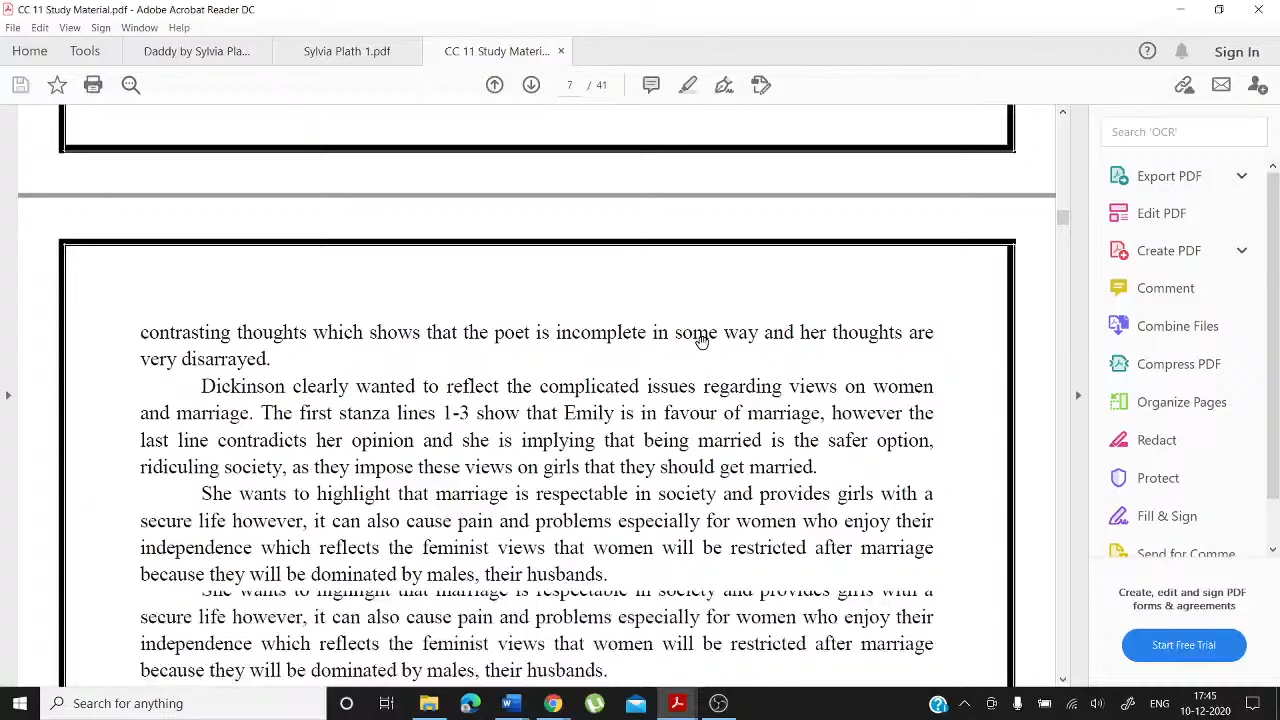 CC 11 Study Material.pdf - Adobe Acrobat Reader DC
File Edit View Sign Window Help
Home Tools Daddy by Sylvia Pla... Sylvia Plath 1.pdf CC 11 Study Materi... × Sign In
7 / 41
Search 'OCR'
Export PDF
Edit PDF
Create PDF
Comment
Combine Files
Compress PDF
Organize Pages
Redact
Protect
Fill & Sign
Send for Comme
Create, edit and sign PDF
forms & agreements
Start Free Trial
contrasting thoughts which shows that the poet is incomplete in some way and her thoughts are
very disarrayed.
Dickinson clearly wanted to reflect the complicated issues regarding views on women
and marriage. The first stanza lines 1-3 show that Emily is in favour of marriage, however the
last line contradicts her opinion and she is implying that being married is the safer option,
ridiculing society, as they impose these views on girls that they should get married.
She wants to highlight that marriage is respectable in society and provides girls with a
secure life however, it can also cause pain and problems especially for women who enjoy their
independence which reflects the feminist views that women will be restricted after marriage
because they will be dominated by males, their husbands.
She wants to highlight that marriage is respectable in society and provides girls with a
secure life however, it can also cause pain and problems especially for women who enjoy their
independence which reflects the feminist views that women will be restricted after marriage
because they will be dominated by males, their husbands.
Search for anything
ENG
17:45
10-12-2020